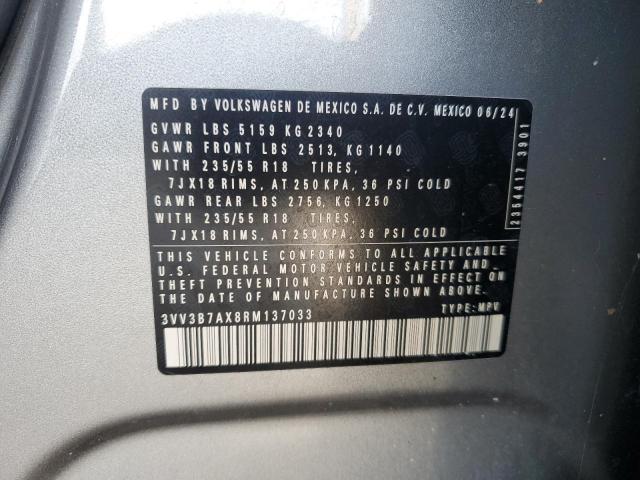 MFD BY VOLKSWAGEN DE MEXICO S.A. DE C.V. MEXICO 06/24
GVWR LBS 5159 KG 2340
GAWR FRONT LBS 2513, KG 1140
WITH 235/55 R18 TIRES,
7JX18 RIMS, AT 250 KPA, 36 PSI COLD
GAWR REAR LBS 2756, KG 1250
WITH 235/55 R18 TIRES,
7JX18 RIMS, AT 250 KPA, 36 PSI COLD
THIS VEHICLE CONFORMS TO ALL APPLICABLE
U.S. FEDERAL MOTOR VEHICLE SAFETY AND
THEFT PREVENTION STANDARDS IN EFFECT ON
THE DATE OF MANUFACTURE SHOWN ABOVE.
3VV3B7AX8RM137033 TYPE: MPV
23544417 3901